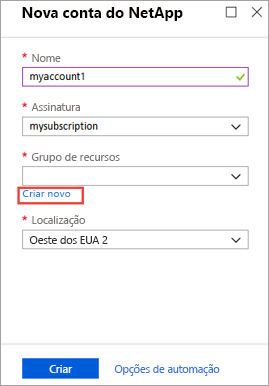 Nova conta do NetApp
* Nome
myaccount1
* Assinatura
mysubscription
* Grupo de recursos
Criar novo
* Localização
Oeste dos EUA 2
Criar
Opções de automação